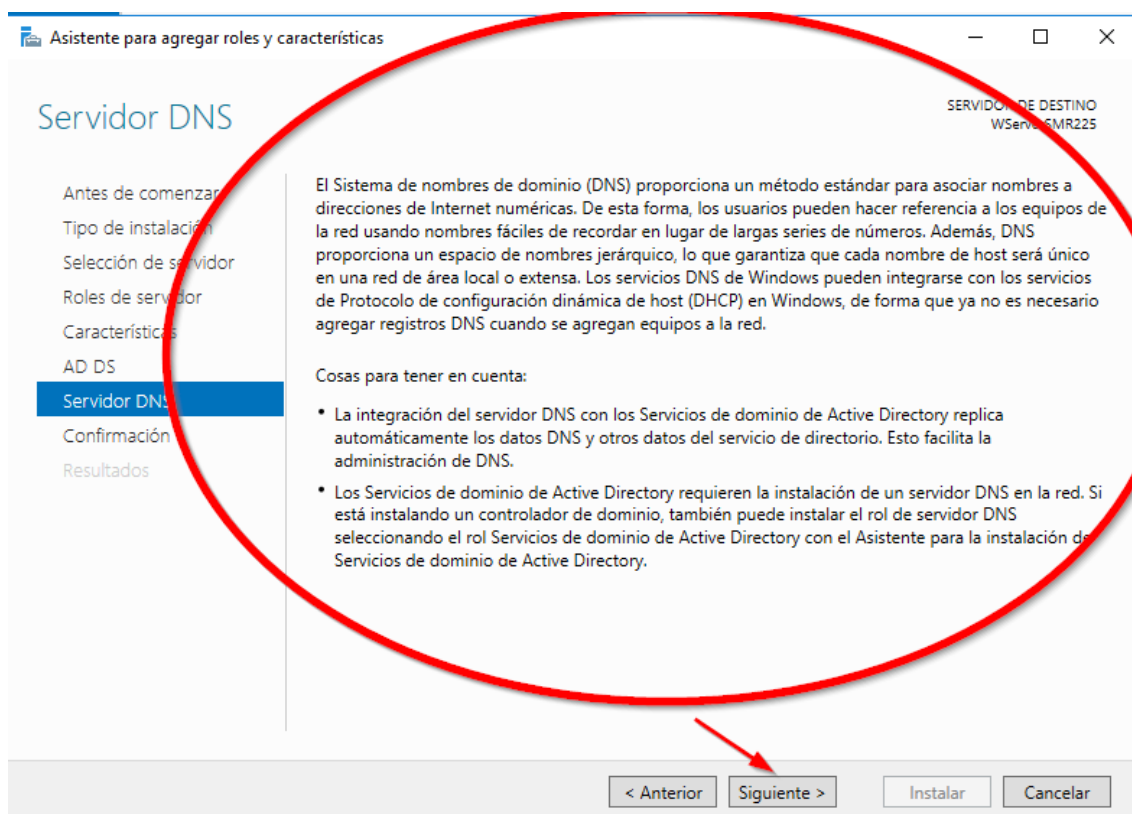 Asistente para agregar roles y características
Servidor DNS
SERVIDOR DE DESTINO
SMR225
Antes de comenzar
Tipo de instalación
Selección de servidor
Roles de servidor
Características
AD DS
Servidor DNS
Confirmación
Resultados
El Sistema de nombres de dominio (DNS) proporciona un método estándar para asociar nombres a
direcciones de Internet numéricas. De esta forma, los usuarios pueden hacer referencia a los equipos de
la red usando nombres fáciles de recordar en lugar de largas series de números. Además, DNS
proporciona un espacio de nombres jerárquico, lo que garantiza que cada nombre de host será único
en una red de área local o extensa. Los servicios DNS de Windows pueden integrarse con los servicios
de Protocolo de configuración dinámica de host (DHCP) en Windows, de forma que ya no es necesario
agregar registros DNS cuando se agregan equipos a la red.
Cosas para tener en cuenta:
• La integración del servidor DNS con los Servicios de dominio de Active Directory replica
automáticamente los datos DNS y otros datos del servicio de directorio. Esto facilita la
administración de DNS.
• Los Servicios de dominio de Active Directory requieren la instalación de un servidor DNS en la red. Si
está instalando un controlador de dominio, también puede instalar el rol de servidor DNS
seleccionando el rol Servicios de dominio de Active Directory con el Asistente para la instalación de
Servicios de dominio de Active Directory.
< Anterior
Siguiente >
Instalar
Cancelar